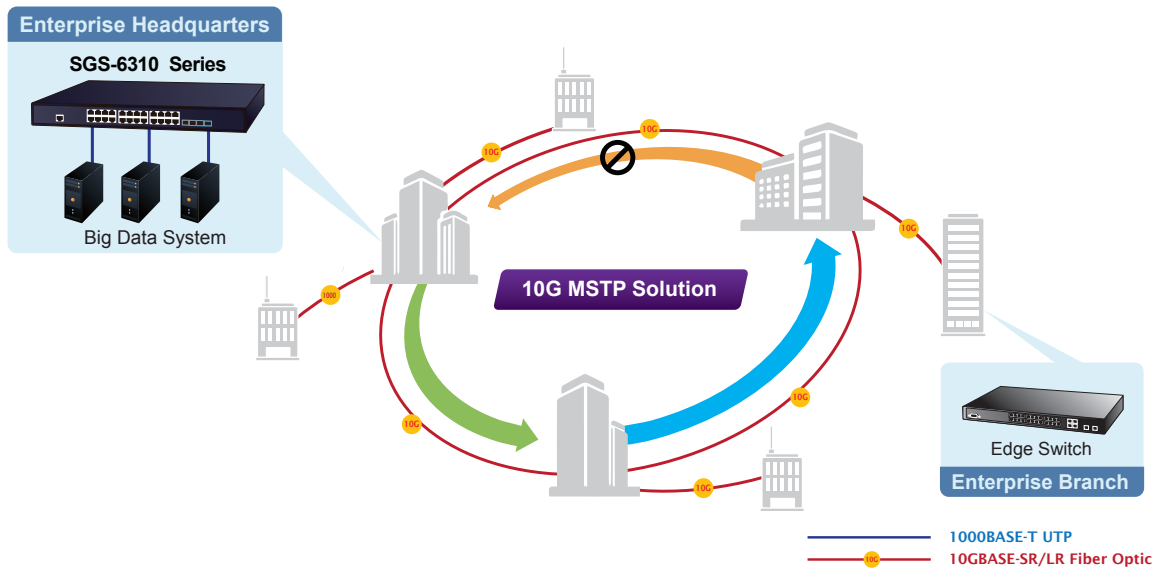 Enterprise Headquarters
SGS-6310 Series
Big Data System
10G
10G
10G
10G
1000
10G MSTP Solution
10G
10G
10G
Edge Switch
Enterprise Branch
1000BASE-T UTP
10G
10GBASE-SR/LR Fiber Optic